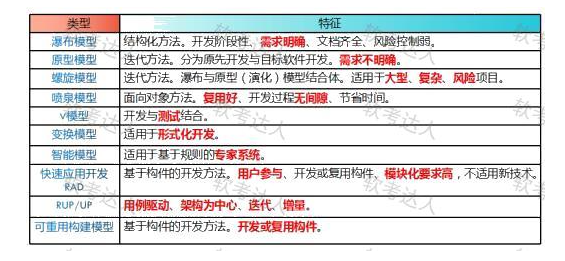 类型 特征
瀑布模型 结构化方法。开发阶段性、需求明确、文档齐全、风险控制弱。
原型模型 迭代方法。分为原先开发与目标软件开发。需求不明确。
螺旋模型 迭代方法。瀑布与原型（演化）模型结合体。适用于大型、复杂、风险项目。
喷泉模型 面向对象方法。复用好、开发过程无间隙、节省时间。
V模型 开发与测试结合。
变换模型 适用于形式化开发。
智能模型 适用于基于规则的专家系统。
快速应用开发 基于构件的开发方法。用户参与、开发或复用构件、模块化要求高，不适用新技术。
RAD
RUP/UP 用例驱动、架构为中心、迭代、增量。
可重用构建模型 基于构件的开发方法。开发或复用构件。
软考达人